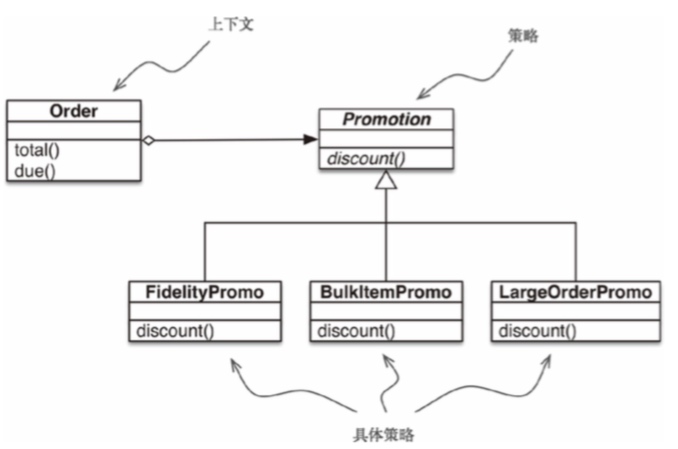 上下文
策略
Order
total()
due()
Promotion
discount()
FidelityPromo
discount()
BulkItemPromo
discount()
LargeOrderPromo
discount()
具体策略